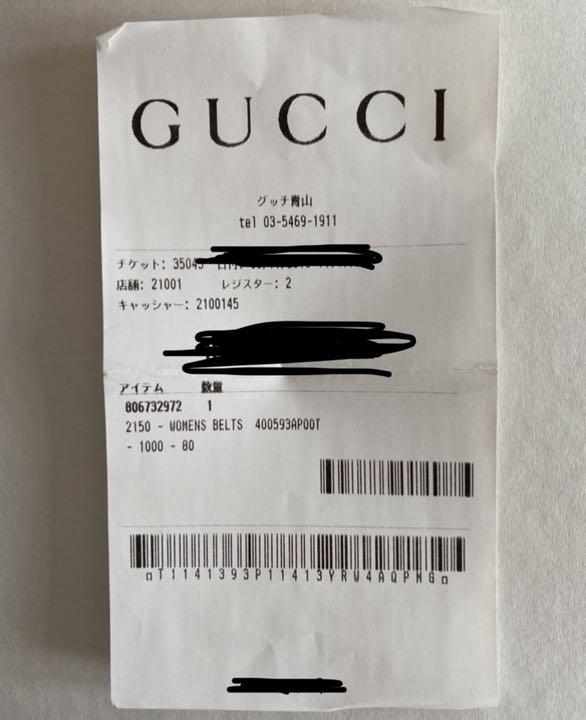 GUCCI
グッチ青山
tel 03-5469-1911
チケット: 35045
店舗: 21001 レジスター: 2
キャッシャー: 2100145
アイテム 数量
806732972 1
2150 - WOMENS BELTS 400593AP00T
- 1000 - 80
T1141393P11413YRW4AQPNG